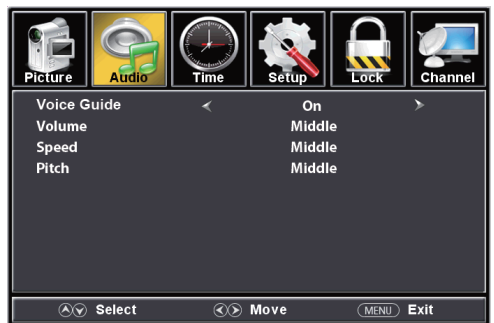 Picture Audio Time Setup Lock Channel
Voice Guide On
Volume Middle
Speed Middle
Pitch Middle
Select Move MENU Exit